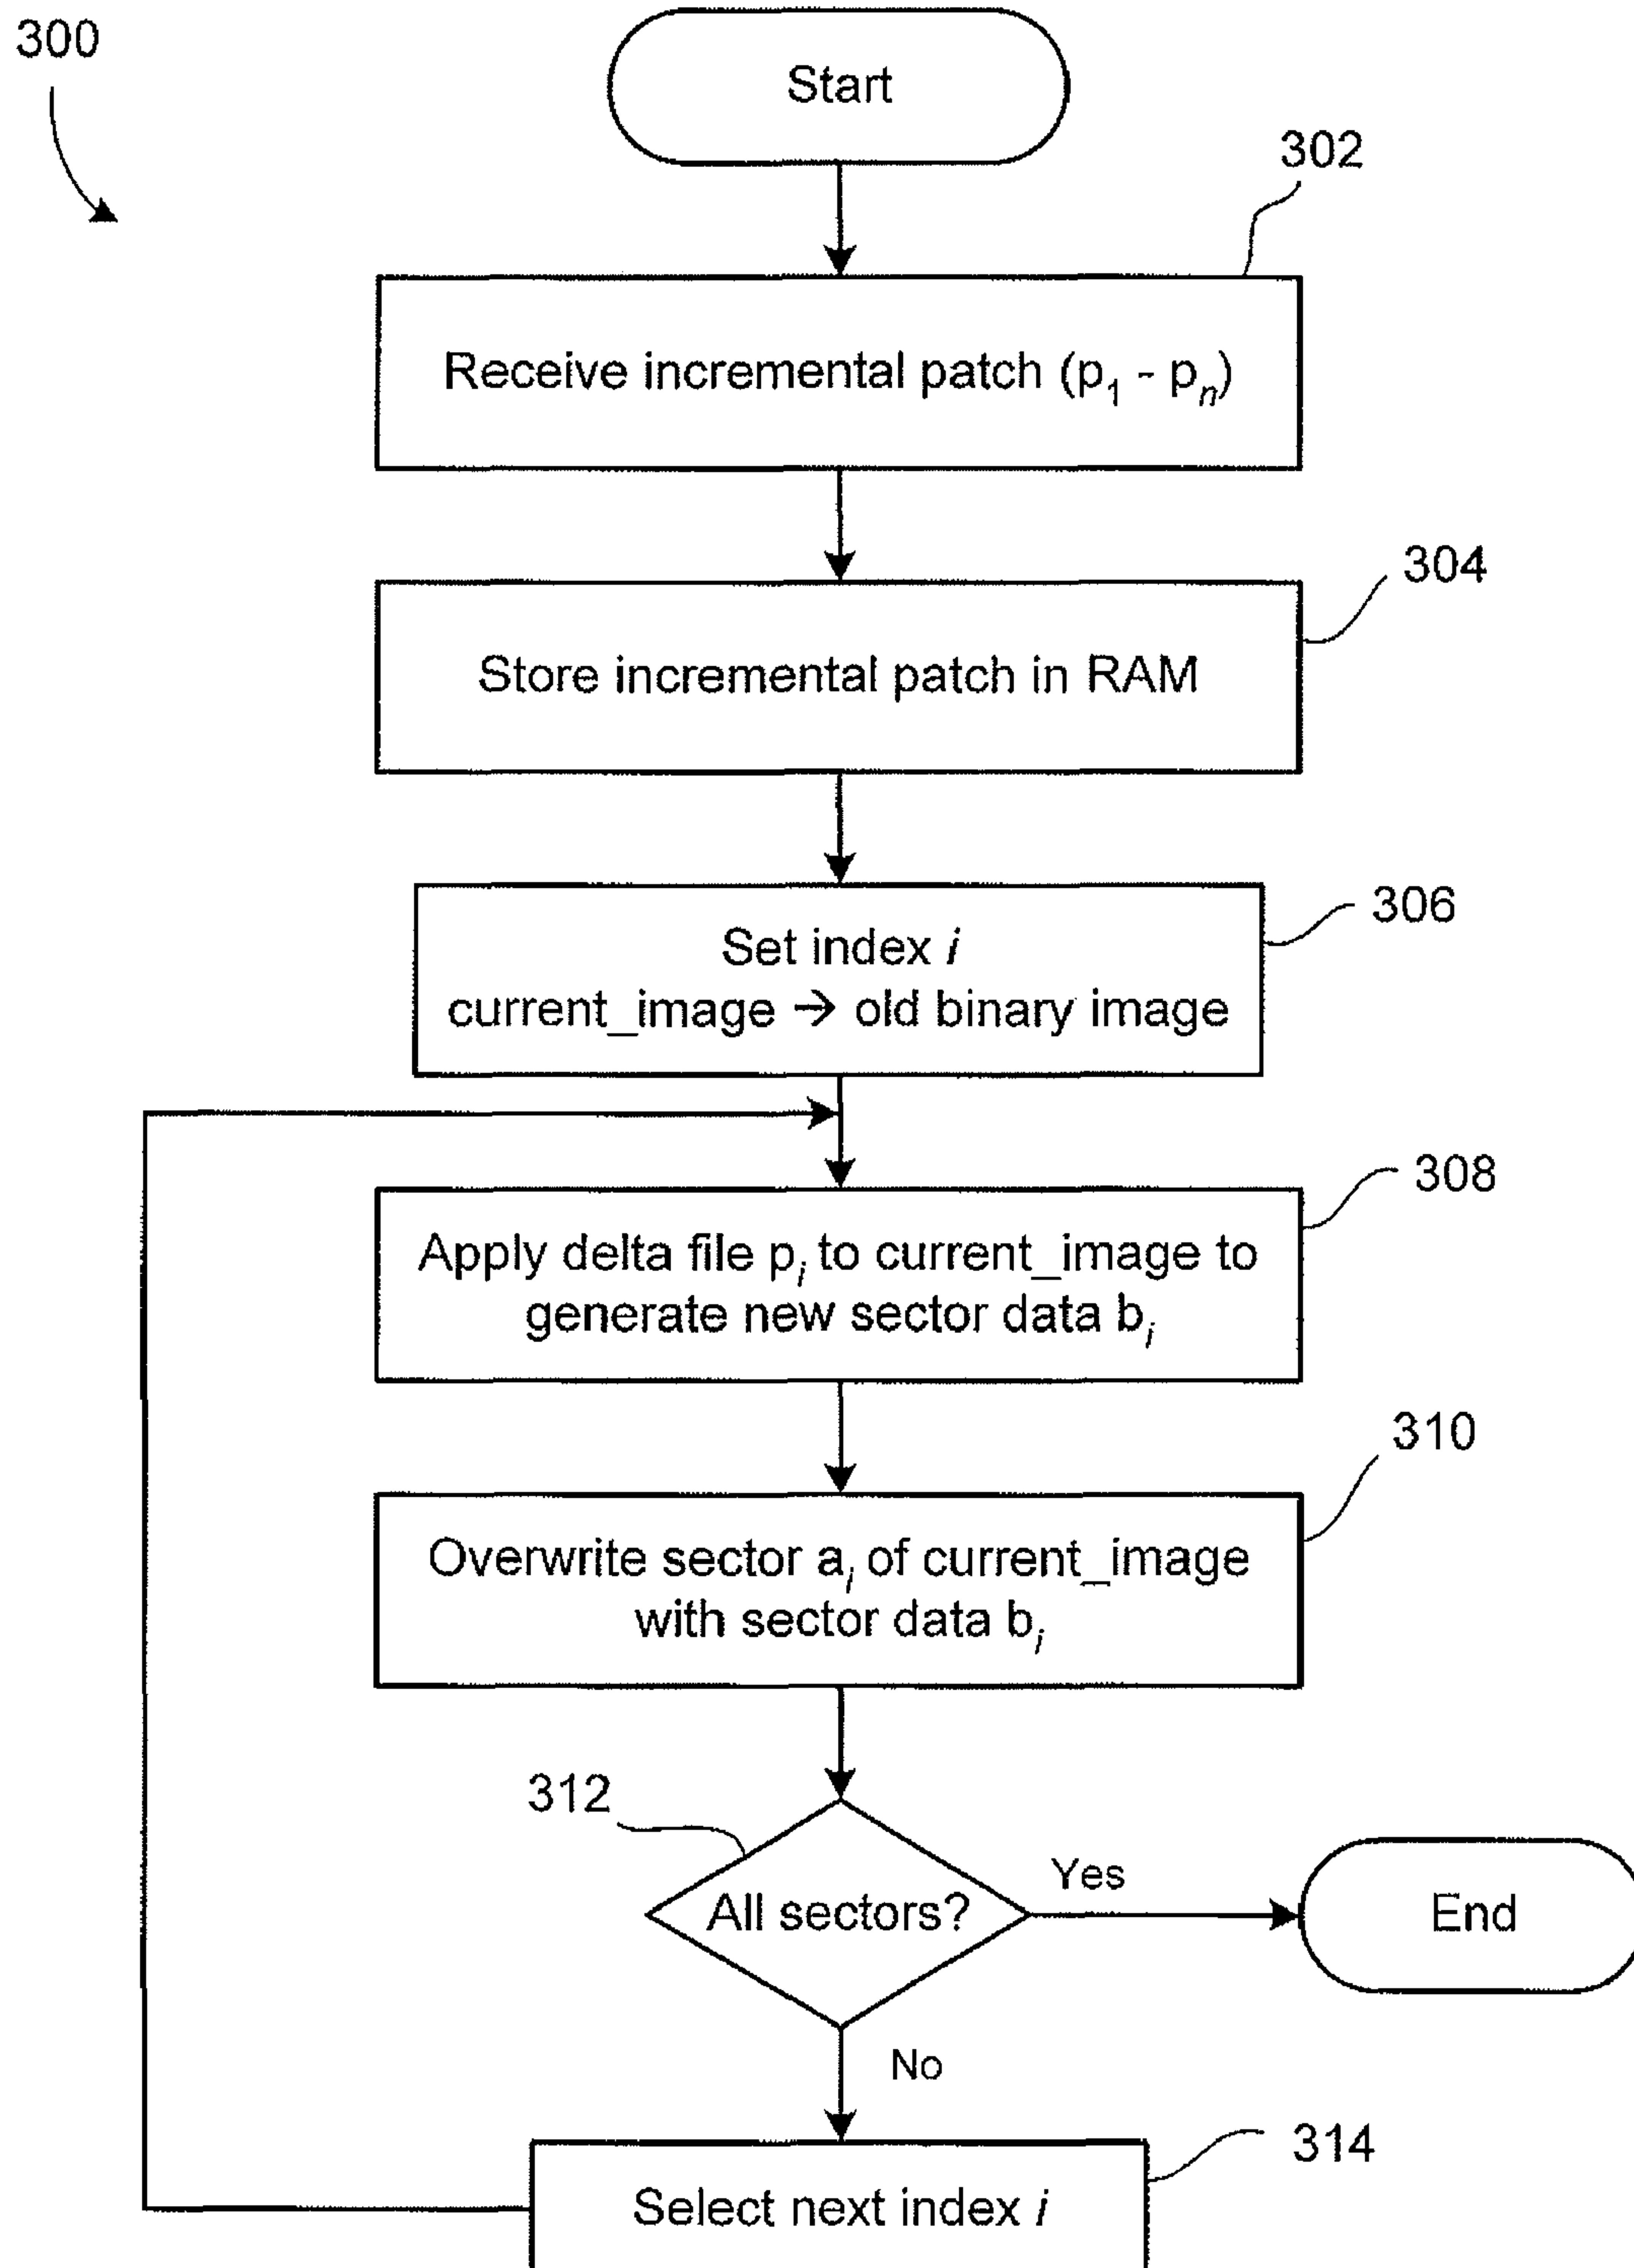 300
Start
302
Receive incremental patch (p₁ - pₙ)
304
Store incremental patch in RAM
306
Set index i
current_image → old binary image
308
Apply delta file pᵢ to current_image to
generate new sector data bᵢ
310
Overwrite sector aᵢ of current_image
with sector data bᵢ
312
All sectors?
Yes
End
No
314
Select next index i